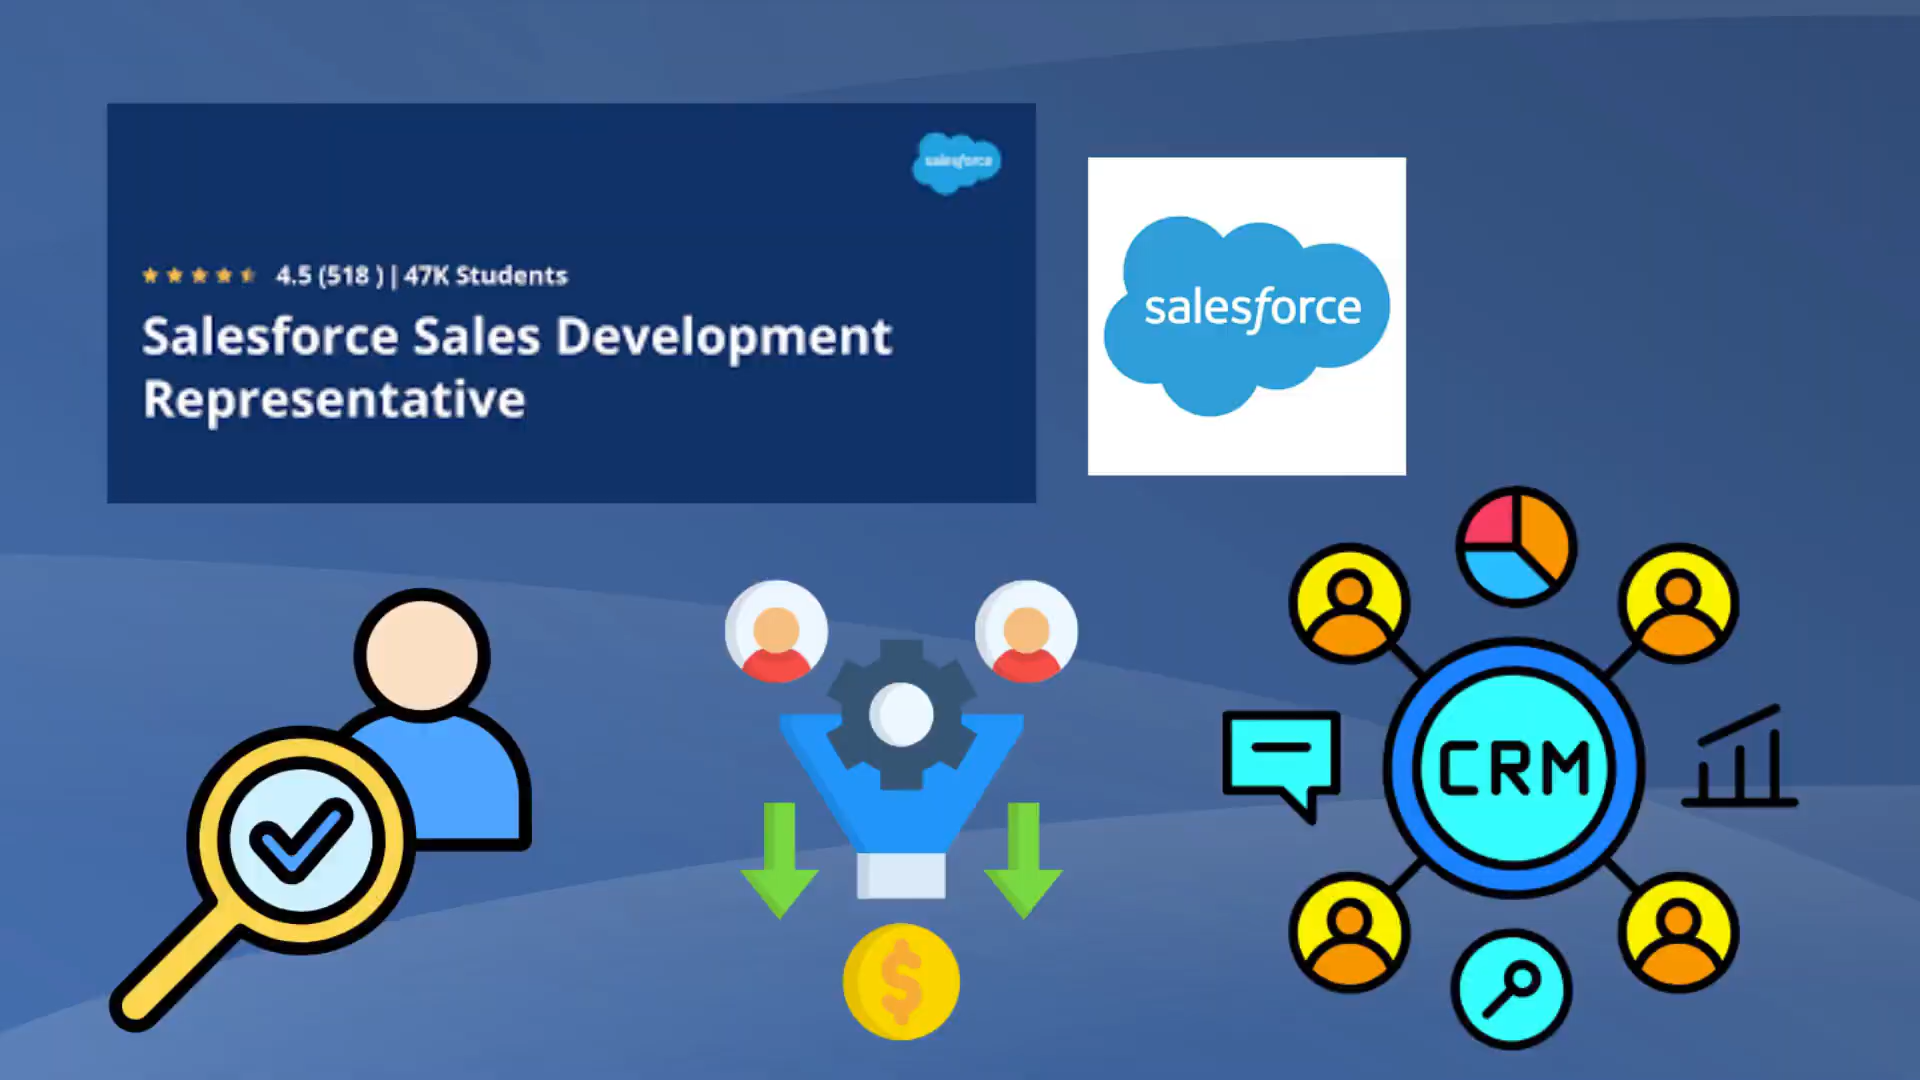 salesforce
4.5 (518 ) | 47K Students
Salesforce Sales Development
Representative
salesforce
CRM